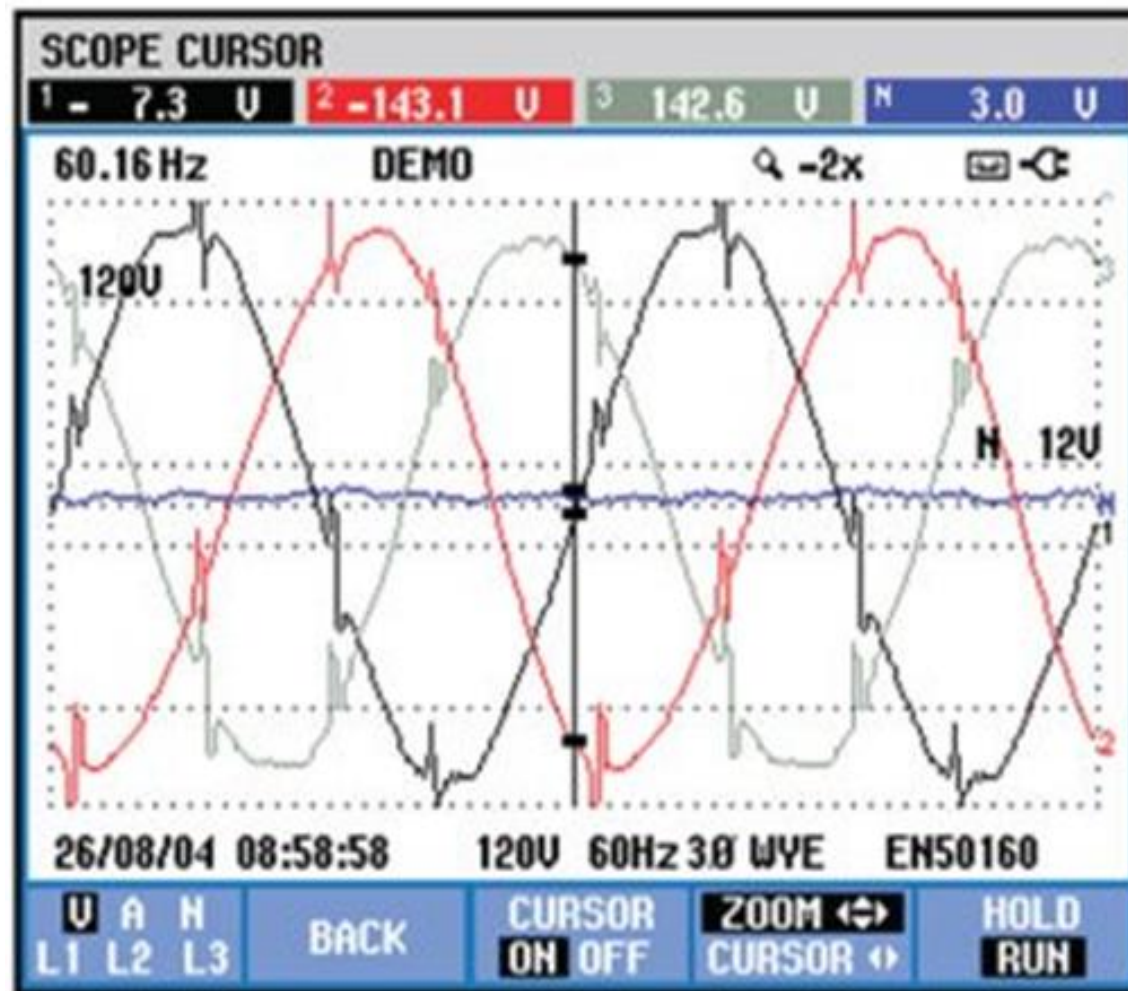 SCOPE CURSOR
1 - 7.3 V 2 -143.1 V 3 142.6 V N 3.0 V
60.16 Hz DEMO -2x
120V
3
N 12V
N
1
2
26/08/04 08:58:58 120V 60Hz 3Ø WYE EN50160
V A N BACK CURSOR ZOOM HOLD
L1 L2 L3 ON OFF CURSOR RUN